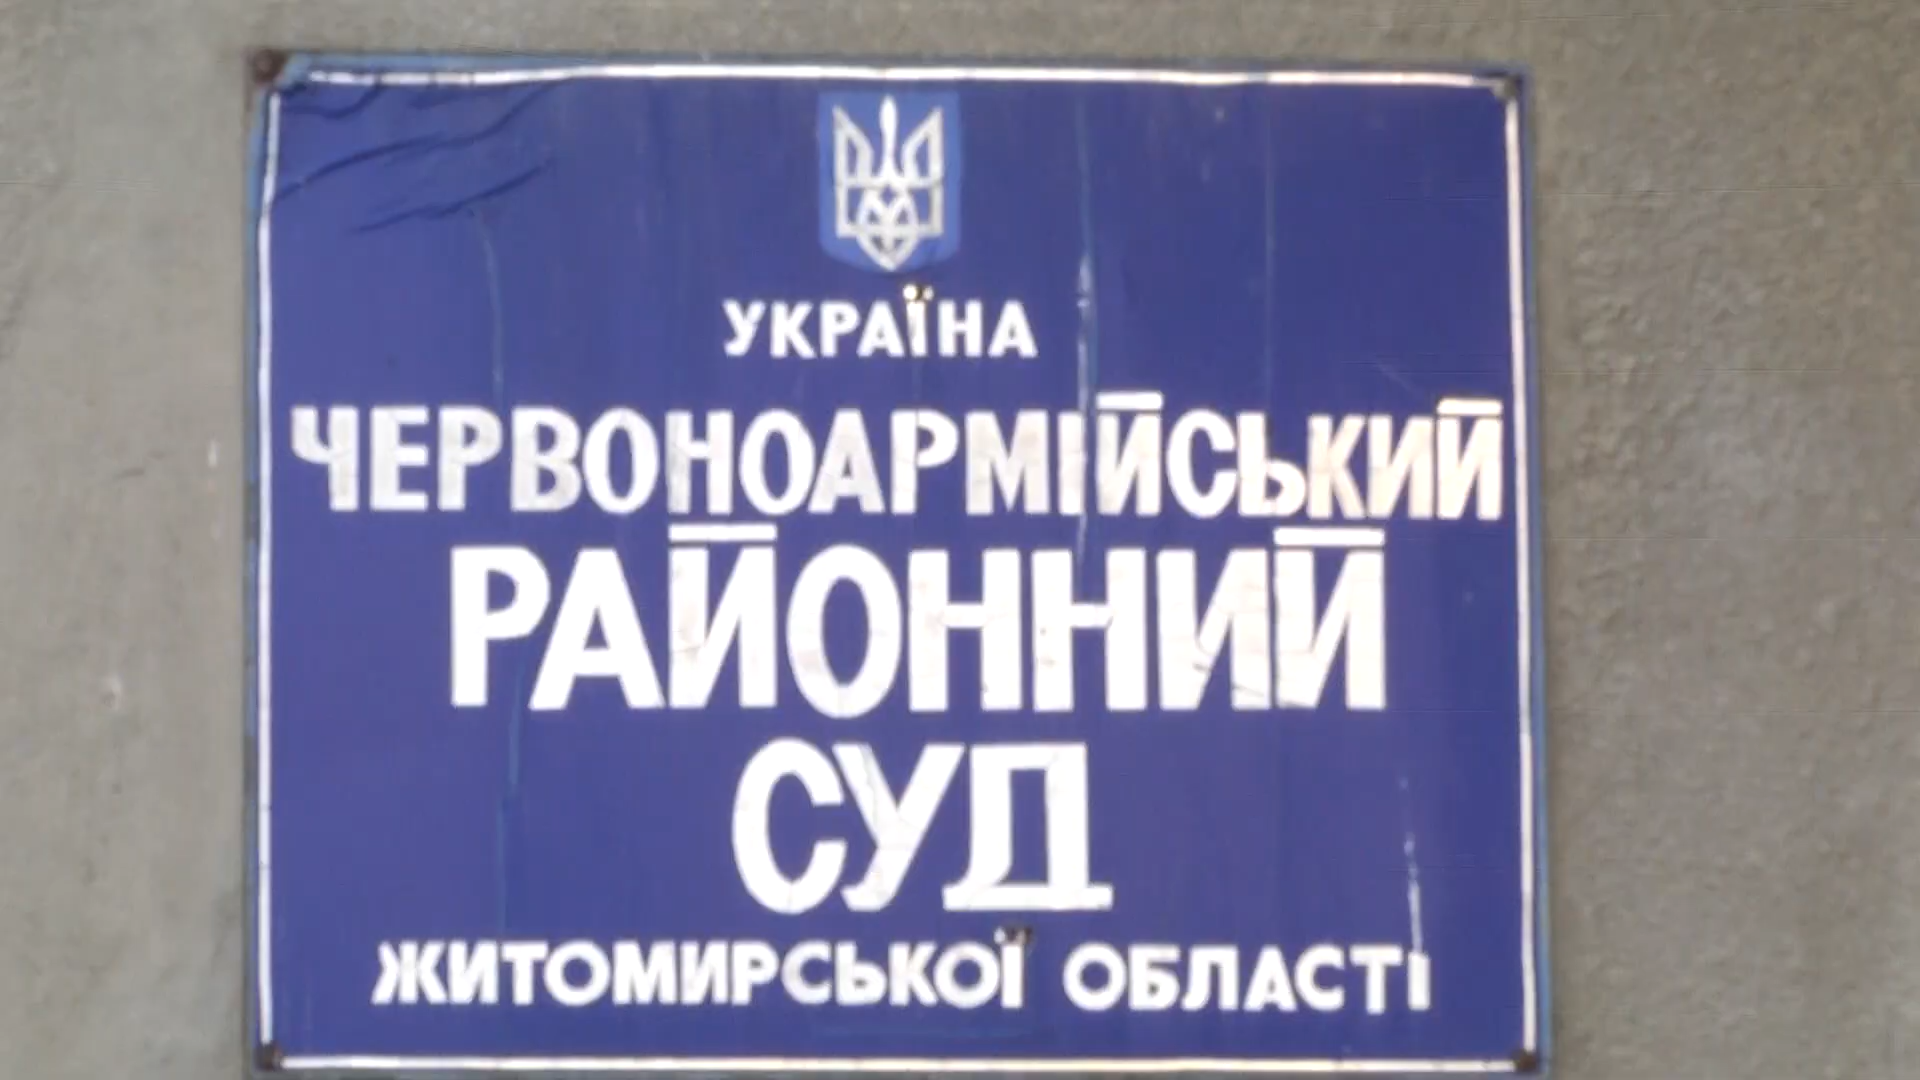 УКРАЇНА
ЧЕРВОНОАРМІЙСЬКИЙ
РАЙОННИЙ
СУД
ЖИТОМИРСЬКОЇ ОБЛАСТІ